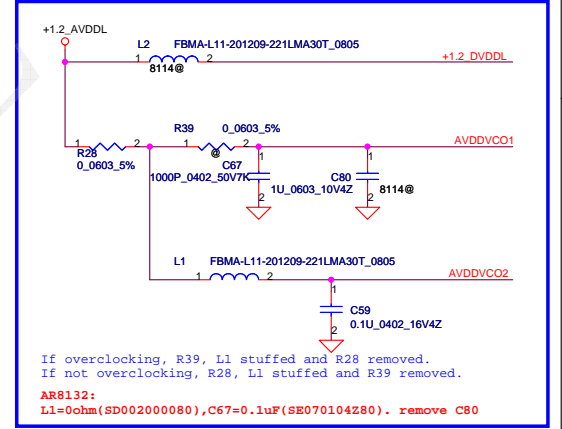 +1.2_AVDDL
L2 FBMA-L11-201209-221LMA30T_0805
1 2
8114@
+1.2_DVDDL
R39 0_0603_5%
1 2 1 2
@
AVDDVCO1
R28
0_0603_5%
C67
1000P_0402_50V7K
1 2
C80
1U_0603_10V4Z
1 2
8114@
L1 FBMA-L11-201209-221LMA30T_0805
1 2
AVDDVCO2
1
C59
0.1U_0402_16V4Z
2
If overclocking, R39, L1 stuffed and R28 removed.
If not overclocking, R28, L1 stuffed and R39 removed.
AR8132:
L1=0ohm(SD002000080),C67=0.1uF(SE070104Z80). remove C80